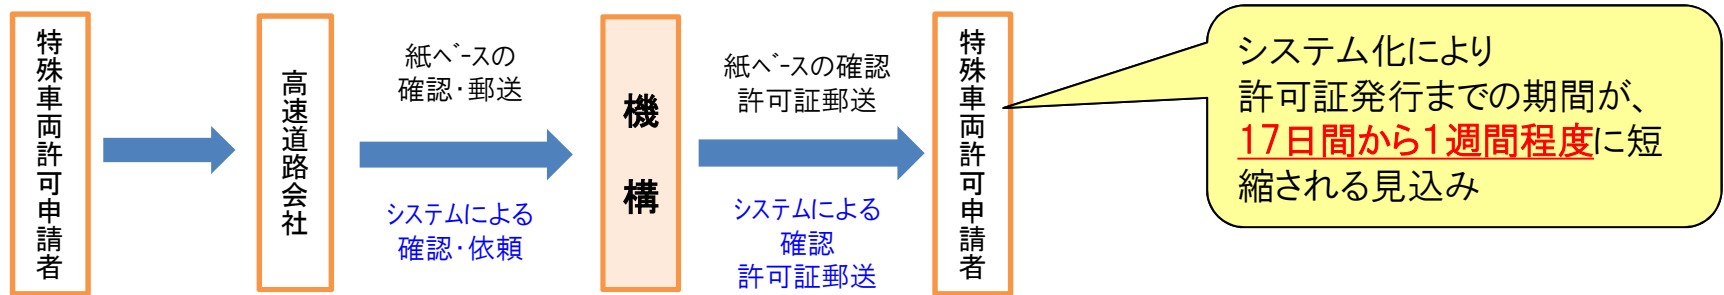 特殊車両許可申請者
高速道路会社
紙ベースの
確認・郵送
システムによる
確認・依頼
機構
紙ベースの確認
許可証郵送
システムによる
確認
許可証郵送
特殊車両許可申請者
システム化により
許可証発行までの期間が、
17日間から1週間程度に短
縮される見込み